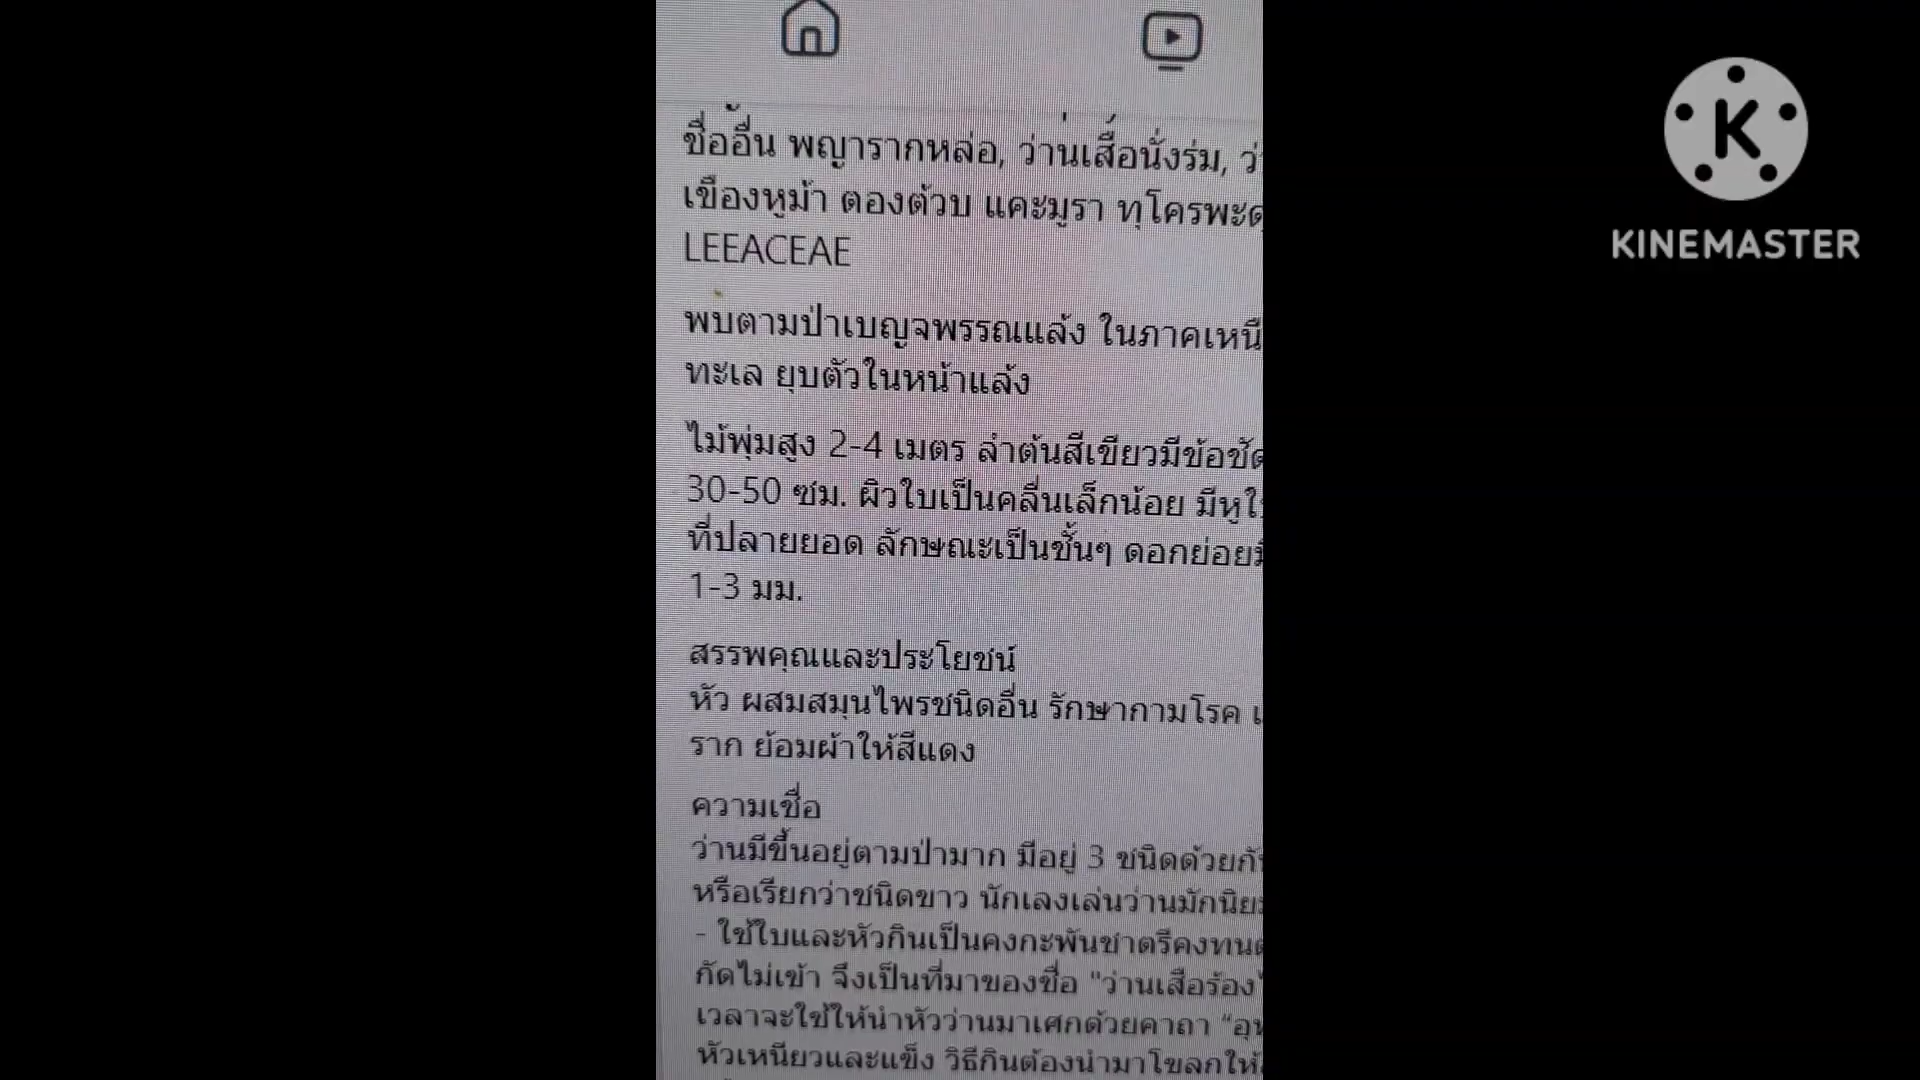 ชื่ออื่น พญารากหล่อ, ว่านเสื้อนั่งร่ม,
เขืองหูม้า ตองต้วบ แคะมูรา
LEEACEAE
พบตามป่าเบญจพรรณแล้ง ในภาคเหนื
ทะเล ยุบตัวในหน้าแล้ง
ไม้พุ่มสูง 2-4 เมตร ลำต้นสีเขียวมีข้อชัด
30-50 ซม. ผิวใบเป็นคลื่นเล็กน้อย มีหู
ที่ปลายยอด ลักษณะเป็นชั้นๆ ดอกย่อย
1-3 มม.
สรรพคุณและประโยชน์
หัว ผสมสมุนไพรชนิดอื่น รักษากามโรค
ราก ย้อมผ้าให้สีแดง
ความเชื่อ
ว่านมีขึ้นอยู่ตามป่ามาก มีอยู่ 3 ชนิดด้วยกั
หรือเรียกว่าชนิดขาว นักเลงเล่นว่านมักนิย
- ใช้ใบและหัวกินเป็นคงกะพันชาตรีคงทน
กัดไม่เข้า จึงเป็นที่มาของชื่อ "ว่านเสือร้อง
เวลาจะใช้ให้นำหัวว่านมาเศกด้วยคาถา
หัวเหนียวและแข็ง วิธีกินต้องนำมาโขลกให้
KINEMASTER